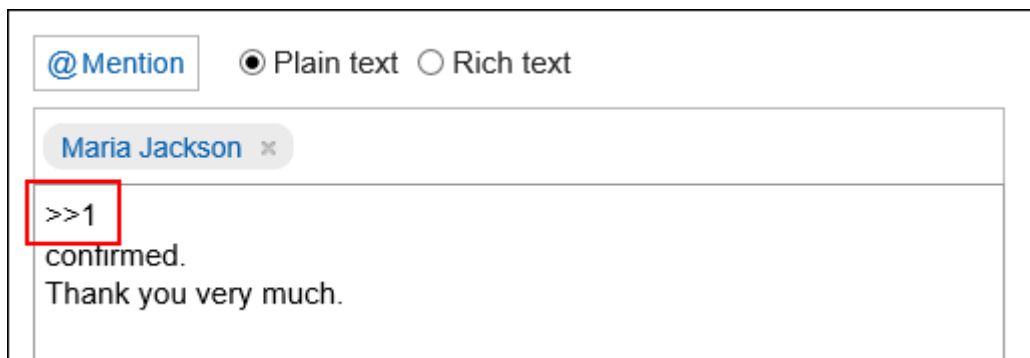 @Mention Plain text Rich text
Maria Jackson ×
>>1
confirmed.
Thank you very much.